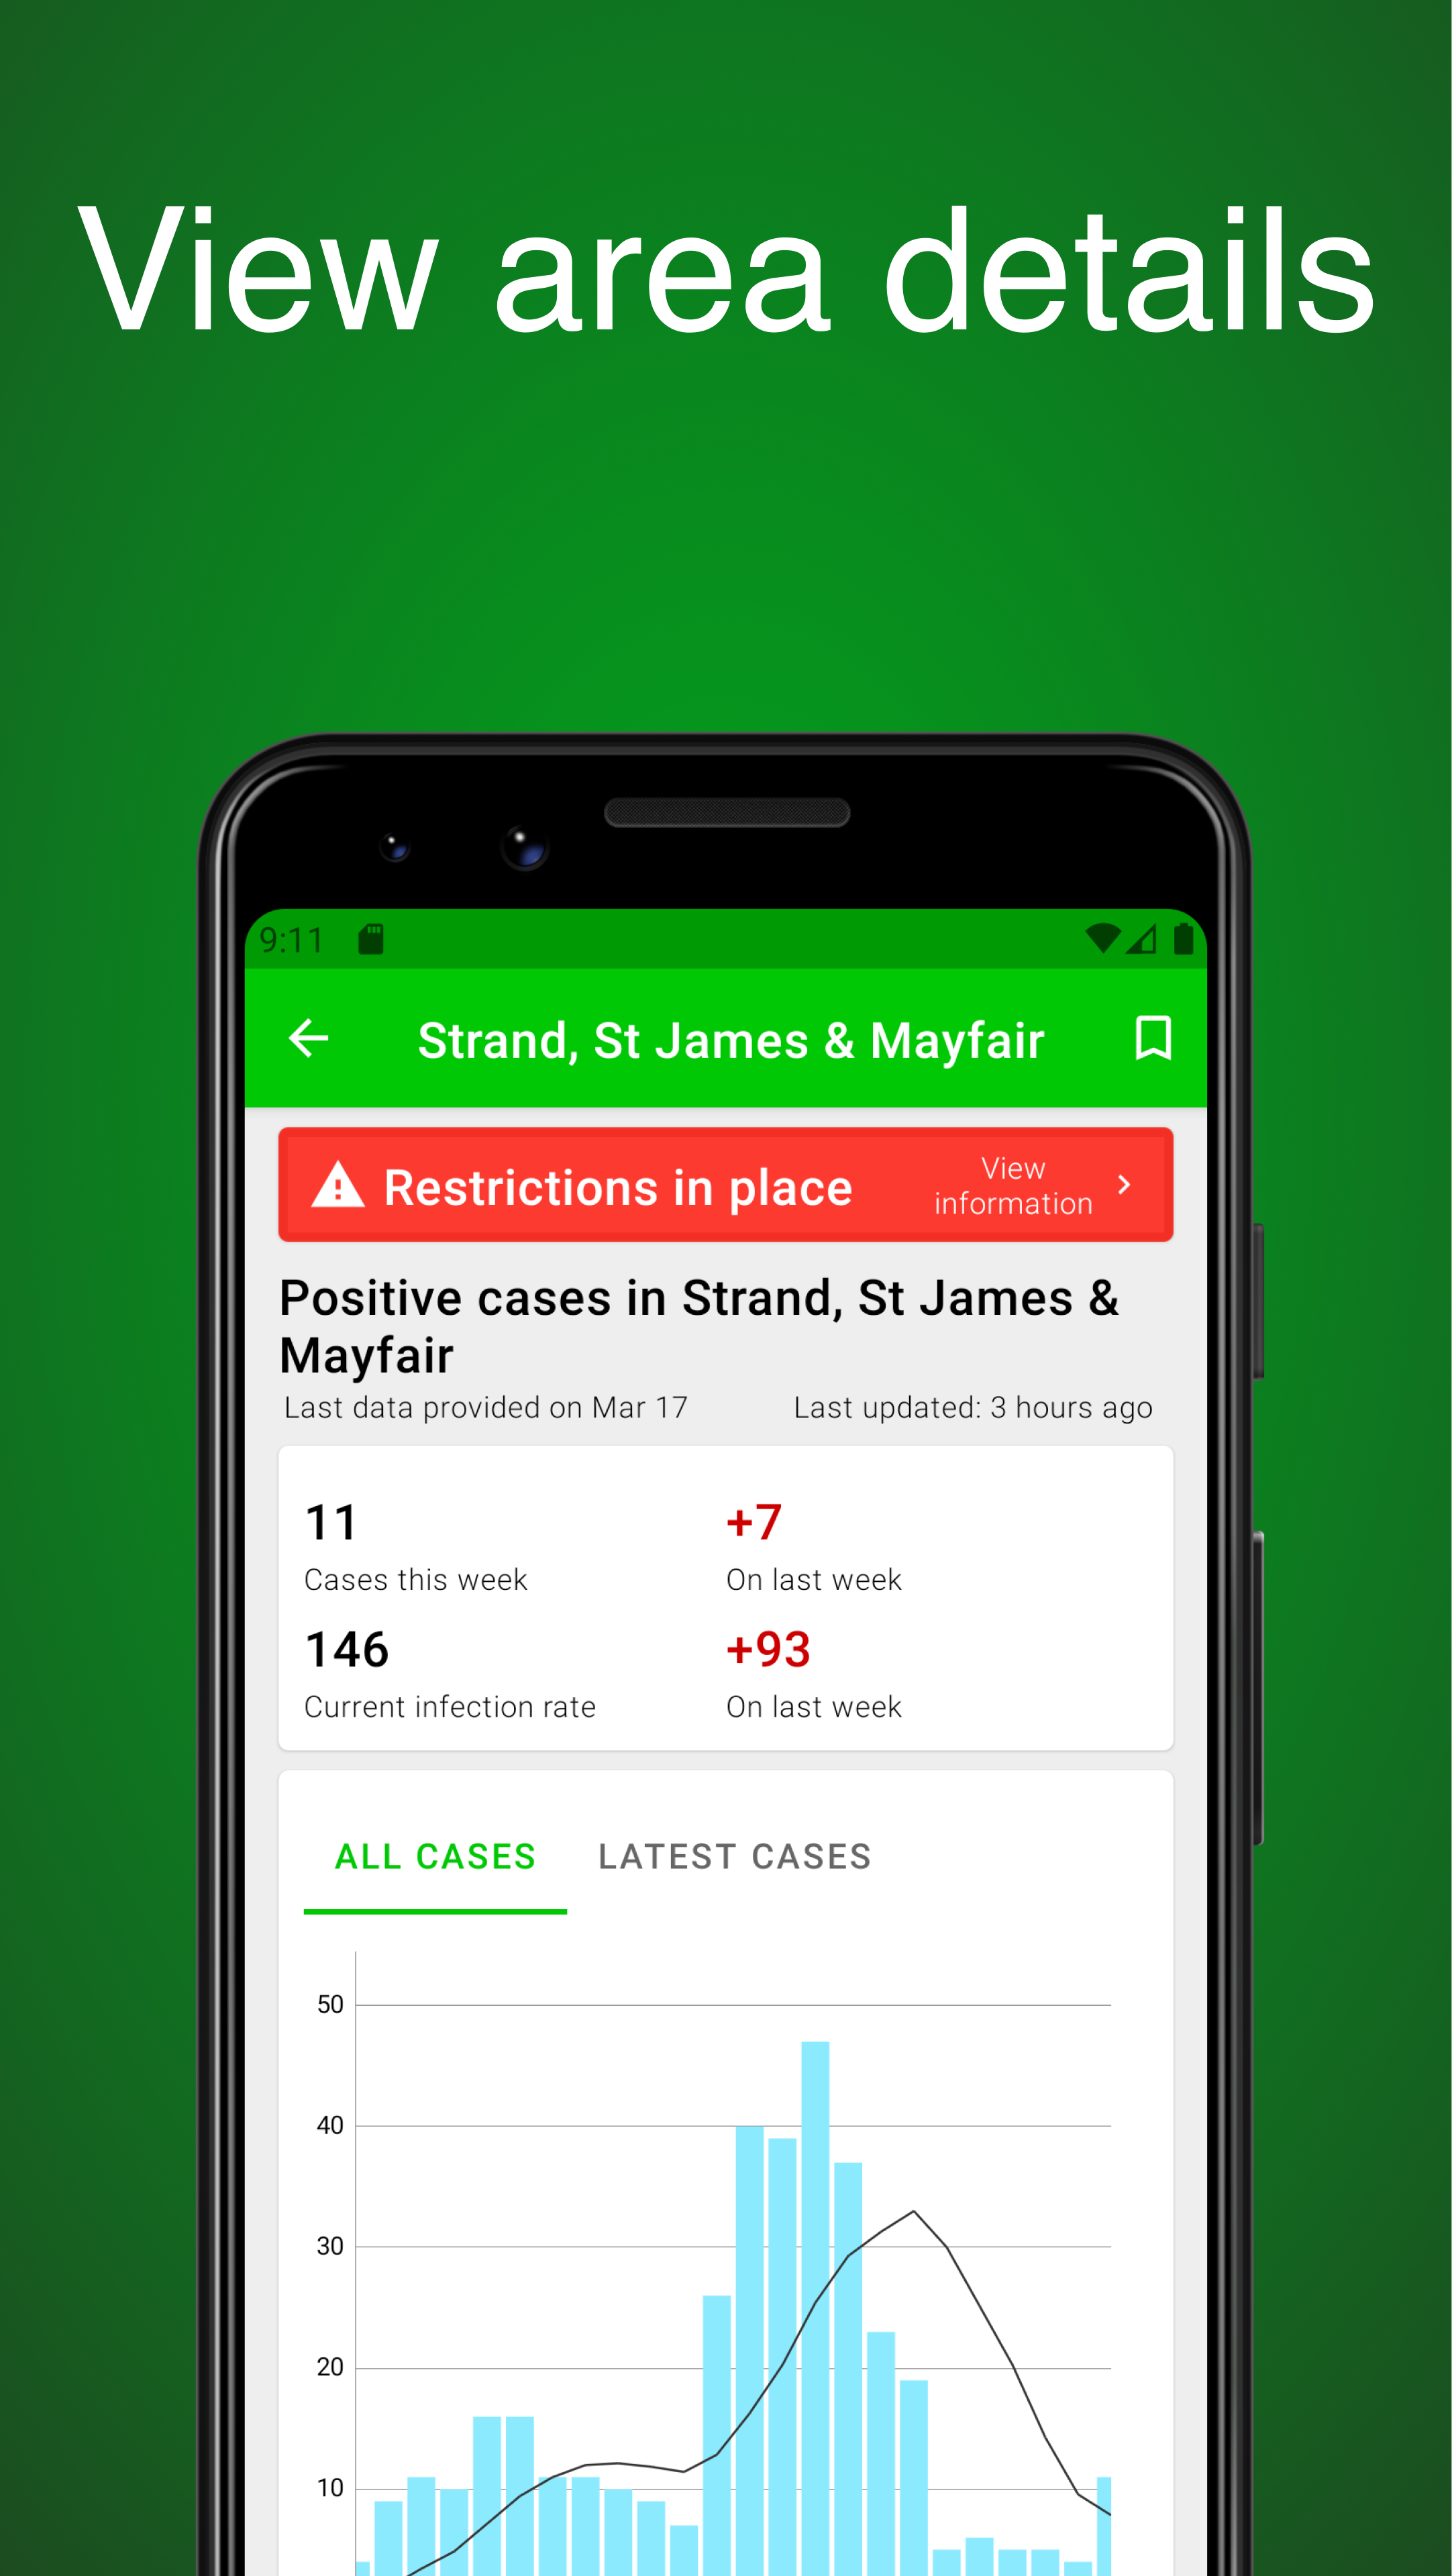 View area details
9:11
Strand, St James & Mayfair
Restrictions in place
View
information
Positive cases in Strand, St James &
Mayfair
Last data provided on Mar 17
Last updated: 3 hours ago
11
+7
Cases this week
On last week
146
+93
Current infection rate
On last week
ALL CASES
LATEST CASES
50
40
30
20
10